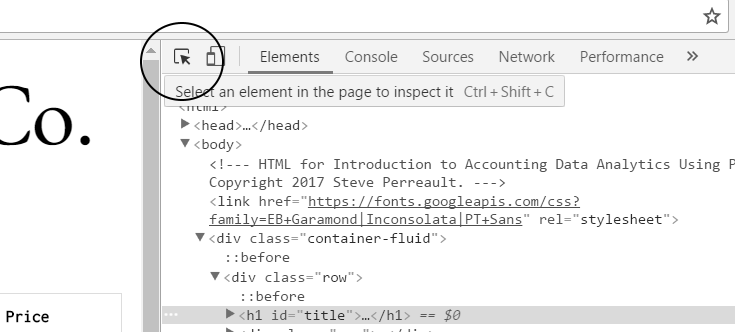 Elements Console Sources Network Performance »
Co.
Select an element in the page to inspect it Ctrl + Shift + C
<html>
▶<head>…</head>
▼<body>
<!--- HTML for Introduction to Accounting Data Analytics Using P
Copyright 2017 Steve Perreault. --->
<link href="https://fonts.googleapis.com/css?
family=EB+Garamond|Inconsolata|PT+Sans" rel="stylesheet">
▼<div class="container-fluid">
::before
▼<div class="row">
::before
Price
… ▶<h1 id="title">…</h1> == $0